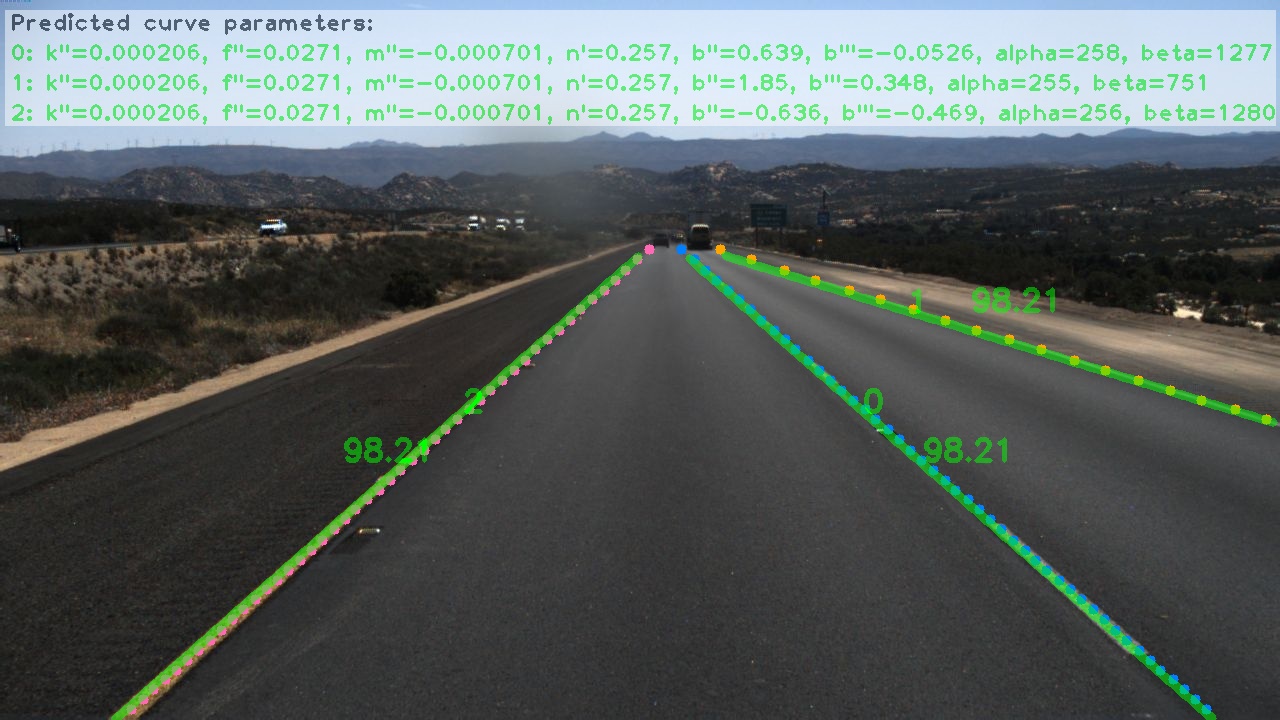 Predicted curve parameters:
0: k''=0.000206, f''=0.0271, m''=-0.000701, n'=0.257, b''=0.639, b'''=-0.0526, alpha=258, beta=1277
1: k''=0.000206, f''=0.0271, m''=-0.000701, n'=0.257, b''=1.85, b'''=0.348, alpha=255, beta=751
2: k''=0.000206, f''=0.0271, m''=-0.000701, n'=0.257, b''=-0.636, b'''=-0.469, alpha=256, beta=1280
1 98.21
2 0
98.21 98.21